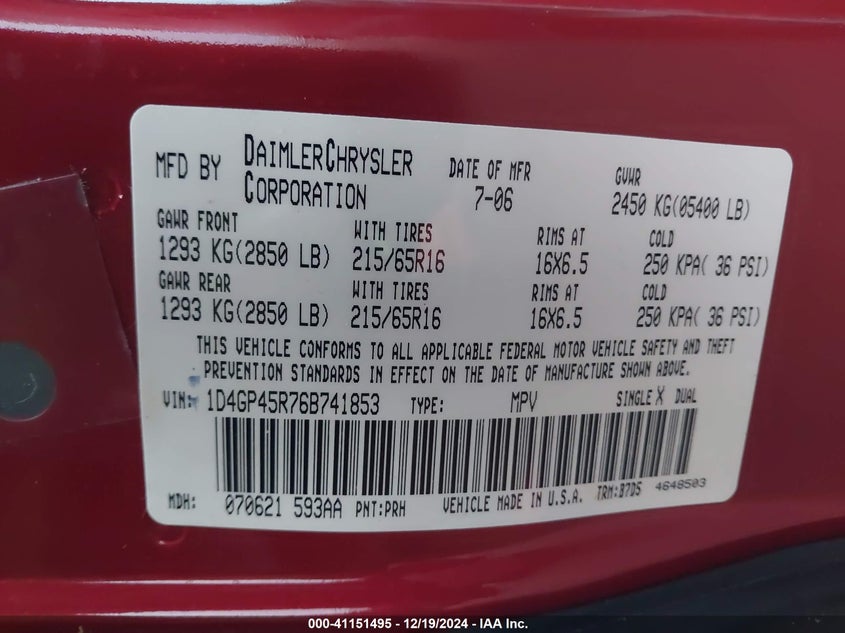 MFD BY DAIMLERCHRYSLER CORPORATION DATE OF MFR 7-06 GVWR 2450 KG(05400 LB)
GAWR FRONT WITH TIRES RIMS AT COLD
1293 KG(2850 LB) 215/65R16 16X6.5 250 KPA( 36 PSI)
GAWR REAR WITH TIRES RIMS AT COLD
1293 KG(2850 LB) 215/65R16 16X6.5 250 KPA( 36 PSI)
THIS VEHICLE CONFORMS TO ALL APPLICABLE FEDERAL MOTOR VEHICLE SAFETY AND THEFT
PREVENTION STANDARDS IN EFFECT ON THE DATE OF MANUFACTURE SHOWN ABOVE.
VIN: 1D4GP45R76B741853 TYPE: MPV SINGLE X DUAL
MDH: 070621 593AA PNT:PRH VEHICLE MADE IN U.S.A. TRM:B7D5 4648503
000-41151495 - 12/19/2024 - IAA Inc.